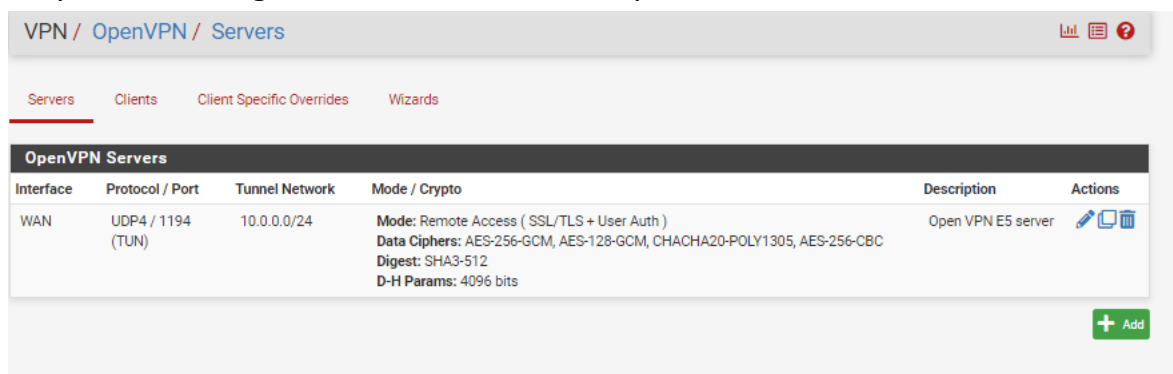 VPN / OpenVPN / Servers
Servers Clients Client Specific Overrides Wizards
OpenVPN Servers
Interface Protocol / Port Tunnel Network Mode / Crypto Description Actions
WAN UDP4 / 1194 10.0.0.0/24 Mode: Remote Access ( SSL/TLS + User Auth ) Open VPN E5 server
(TUN) Data Ciphers: AES-256-GCM, AES-128-GCM, CHACHA20-POLY1305, AES-256-CBC
Digest: SHA3-512
D-H Params: 4096 bits
Add